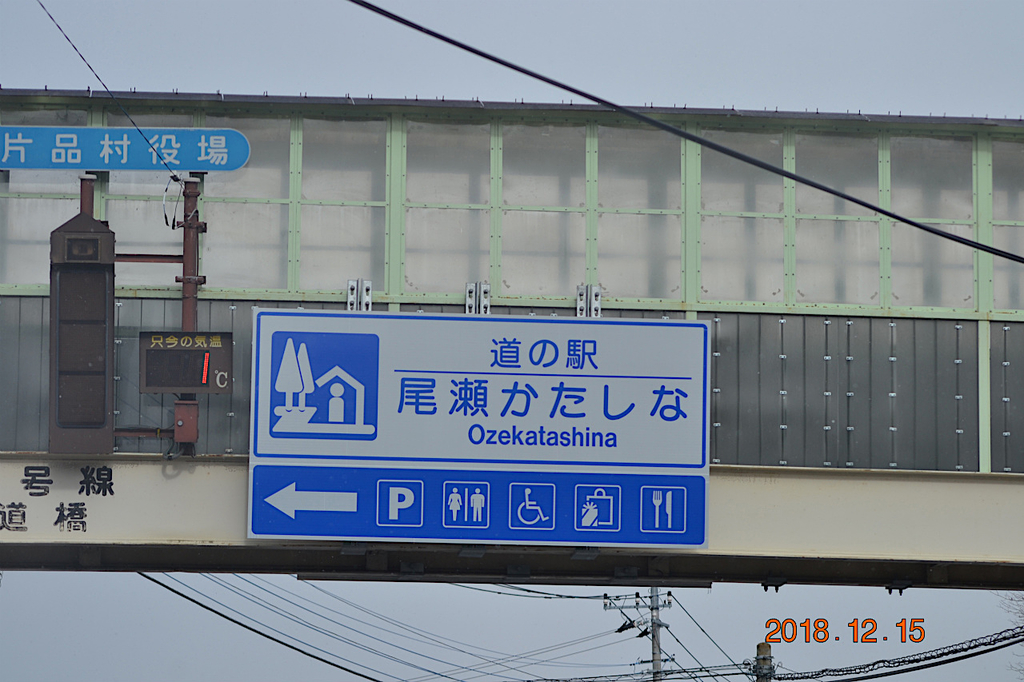 片品村役場
只今の気温
1
℃
道の駅
尾瀬かたしな
Ozekatashina
P
号線
道橋
2018.12.15